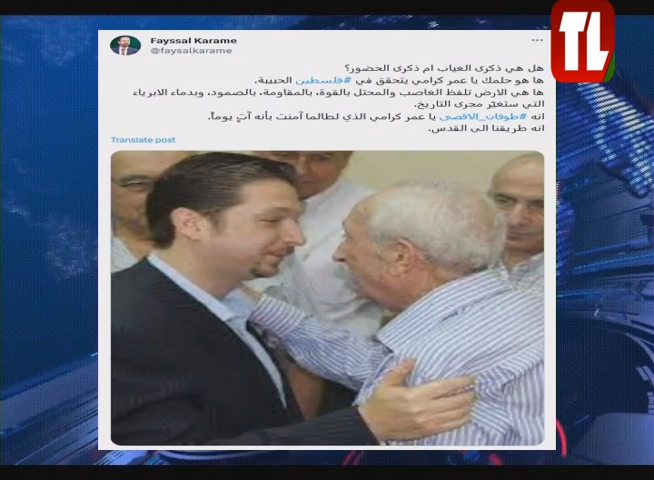 TL
Fayssal Karame
@faysalkarame
هل هي ذكرى الغياب ام ذكرى الحضور؟
ها هو حلمك يا عمر كرامي يتحقق في #فلسطين الحبيبة.
ها هي الارض تلفظ الغاصب والمحتل بالقوة، بالمقاومة، بالصمود، وبدماء الابرياء
التي ستغيّر مجرى التاريخ.
انه #طوفان_الاقصى يا عمر كرامي الذي لطالما آمنت بأنه آتٍ يوماً.
انه طريقنا الى القدس.
Translate post